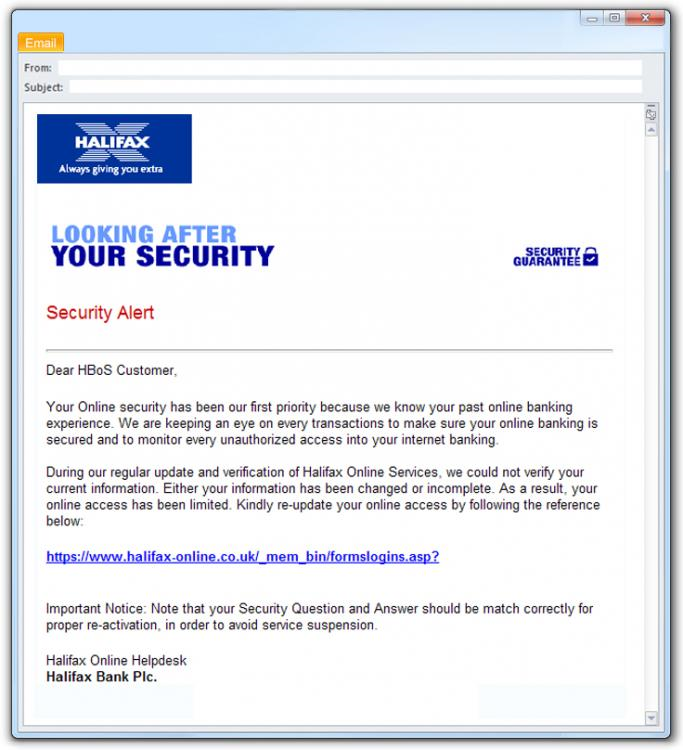 Email
From:
Subject:
HALIFAX
Always giving you extra
LOOKING AFTER
YOUR SECURITY
SECURITY
GUARANTEE
Security Alert
Dear HBoS Customer,
Your Online security has been our first priority because we know your past online banking
experience. We are keeping an eye on every transactions to make sure your online banking is
secured and to monitor every unauthorized access into your internet banking.
During our regular update and verification of Halifax Online Services, we could not verify your
current information. Either your information has been changed or incomplete. As a result, your
online access has been limited. Kindly re-update your online access by following the reference
below:
https://www.halifax-online.co.uk/_mem_bin/formslogins.asp?
Important Notice: Note that your Security Question and Answer should be match correctly for
proper re-activation, in order to avoid service suspension.
Halifax Online Helpdesk
Halifax Bank Plc.